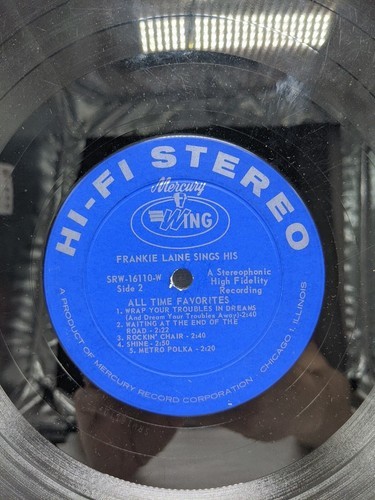 HI-FI STEREO
Mercury
WING
FRANKIE LAINE SINGS HIS
SRW-16110-W
Side 2
A Stereophonic
High Fidelity
Recording
ALL TIME FAVORITES
1. WRAP YOUR TROUBLES IN DREAMS
(And Dream Your Troubles Away)-2:40
2. WAITING AT THE END OF THE
ROAD - 2:22
3. ROCKIN' CHAIR - 2:40
4. SHINE - 2:50
5. METRO POLKA - 2:20
A PRODUCT OF MERCURY RECORD CORPORATION CHICAGO 1, ILLINOIS